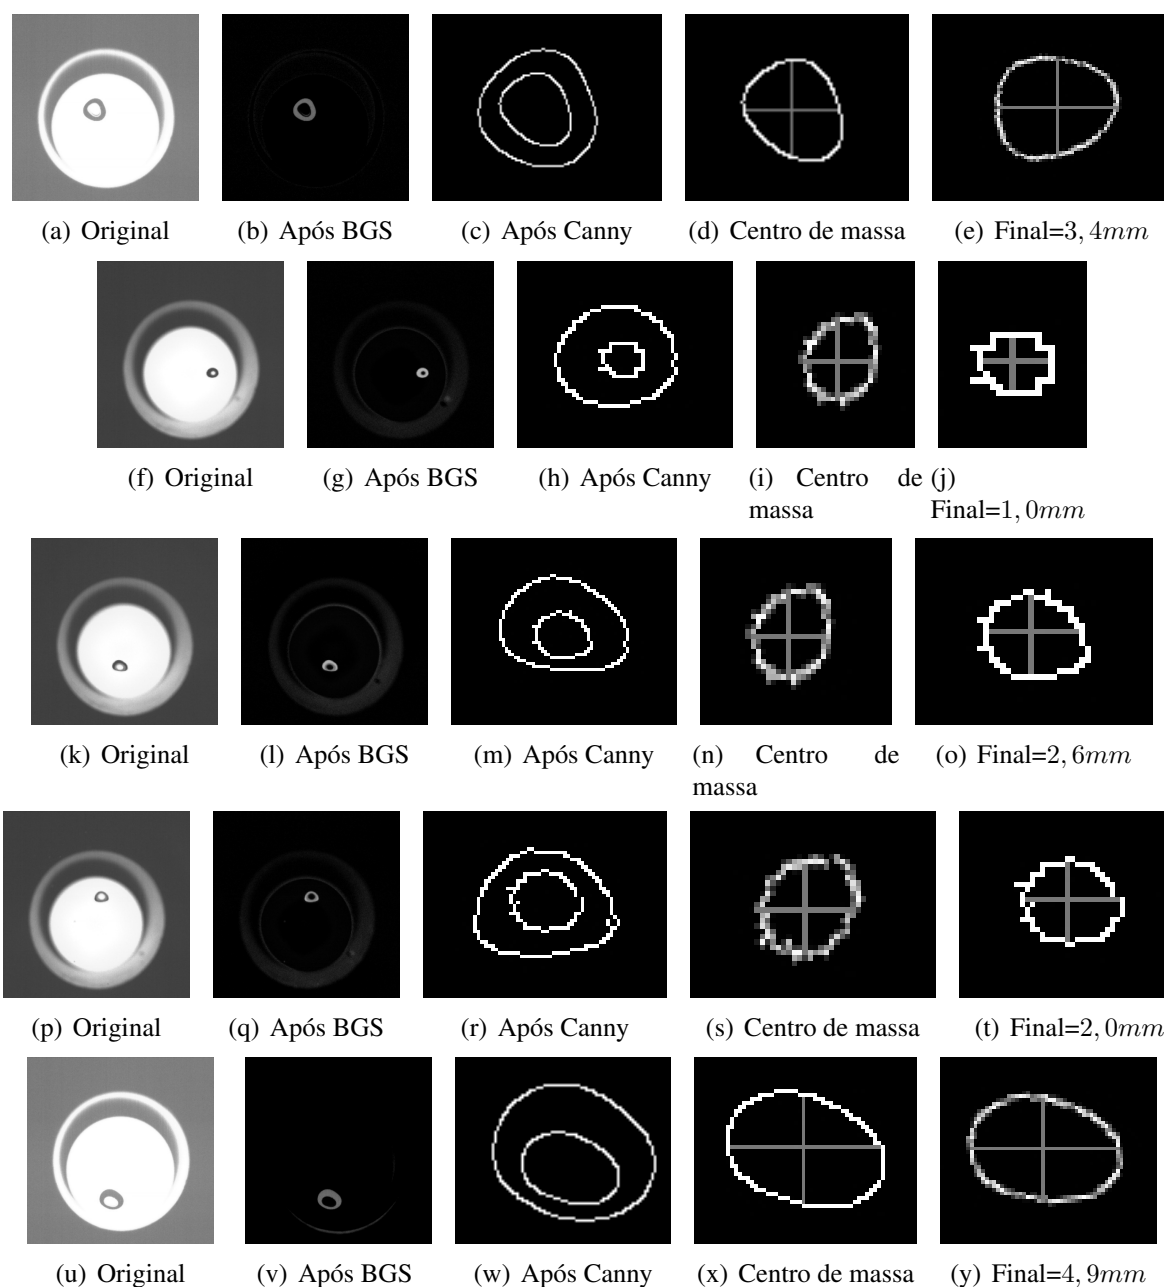 (a) Original (b) Após BGS (c) Após Canny (d) Centro de massa (e) Final=3, 4mm
(f) Original (g) Após BGS (h) Após Canny (i) Centro de massa (j) Final=1, 0mm
(k) Original (l) Após BGS (m) Após Canny (n) Centro de massa (o) Final=2, 6mm
(p) Original (q) Após BGS (r) Após Canny (s) Centro de massa (t) Final=2, 0mm
(u) Original (v) Após BGS (w) Após Canny (x) Centro de massa (y) Final=4, 9mm